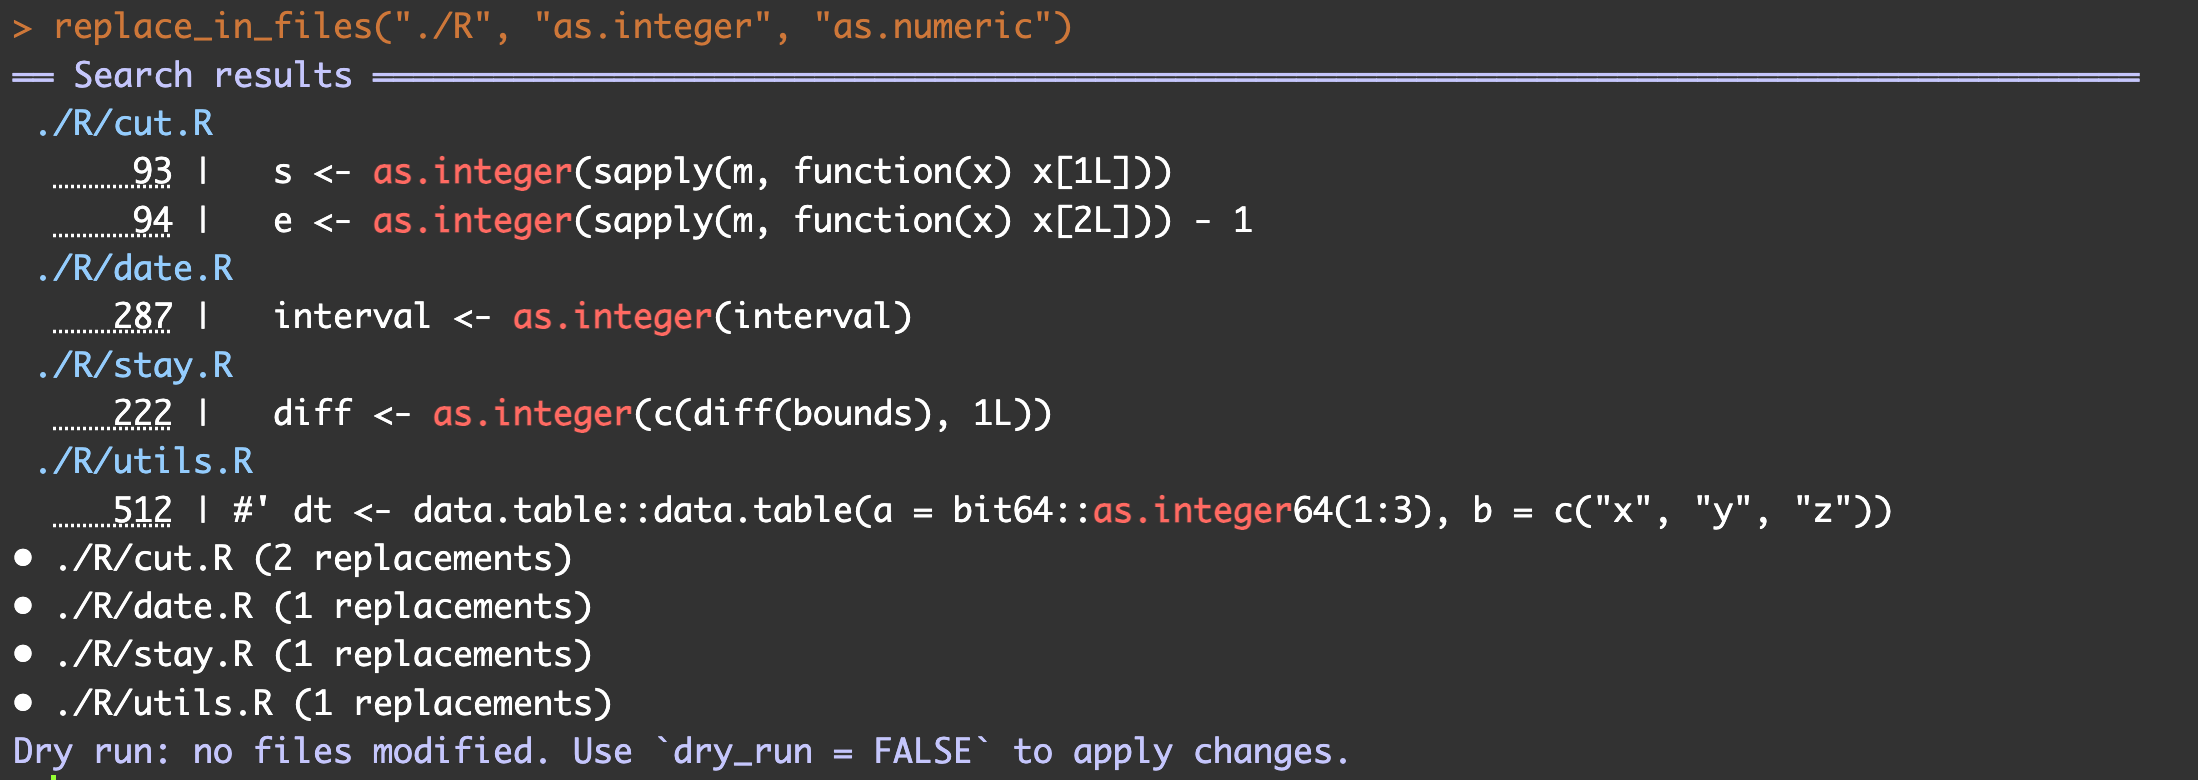 > replace_in_files("./R", "as.integer", "as.numeric")
══ Search results ══════════════════════════════════════════════════════════════════════════════════════════
./R/cut.R
93 |   s <- as.integer(sapply(m, function(x) x[1L]))
94 |   e <- as.integer(sapply(m, function(x) x[2L])) - 1
./R/date.R
287 |   interval <- as.integer(interval)
./R/stay.R
222 |   diff <- as.integer(c(diff(bounds), 1L))
./R/utils.R
512 | #' dt <- data.table::data.table(a = bit64::as.integer64(1:3), b = c("x", "y", "z"))
● ./R/cut.R (2 replacements)
● ./R/date.R (1 replacements)
● ./R/stay.R (1 replacements)
● ./R/utils.R (1 replacements)
Dry run: no files modified. Use `dry_run = FALSE` to apply changes.